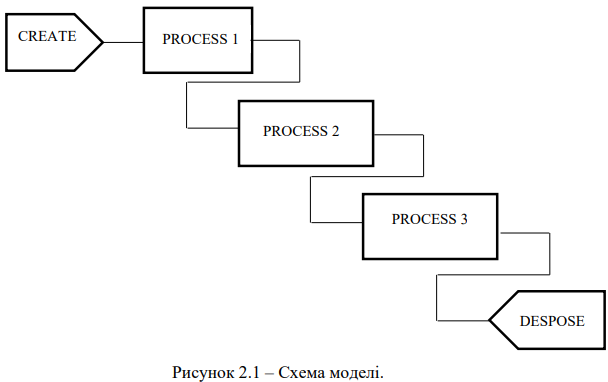 CREATE
PROCESS 1
PROCESS 2
PROCESS 3
DESPOSE
Рисунок 2.1 – Схема моделі.